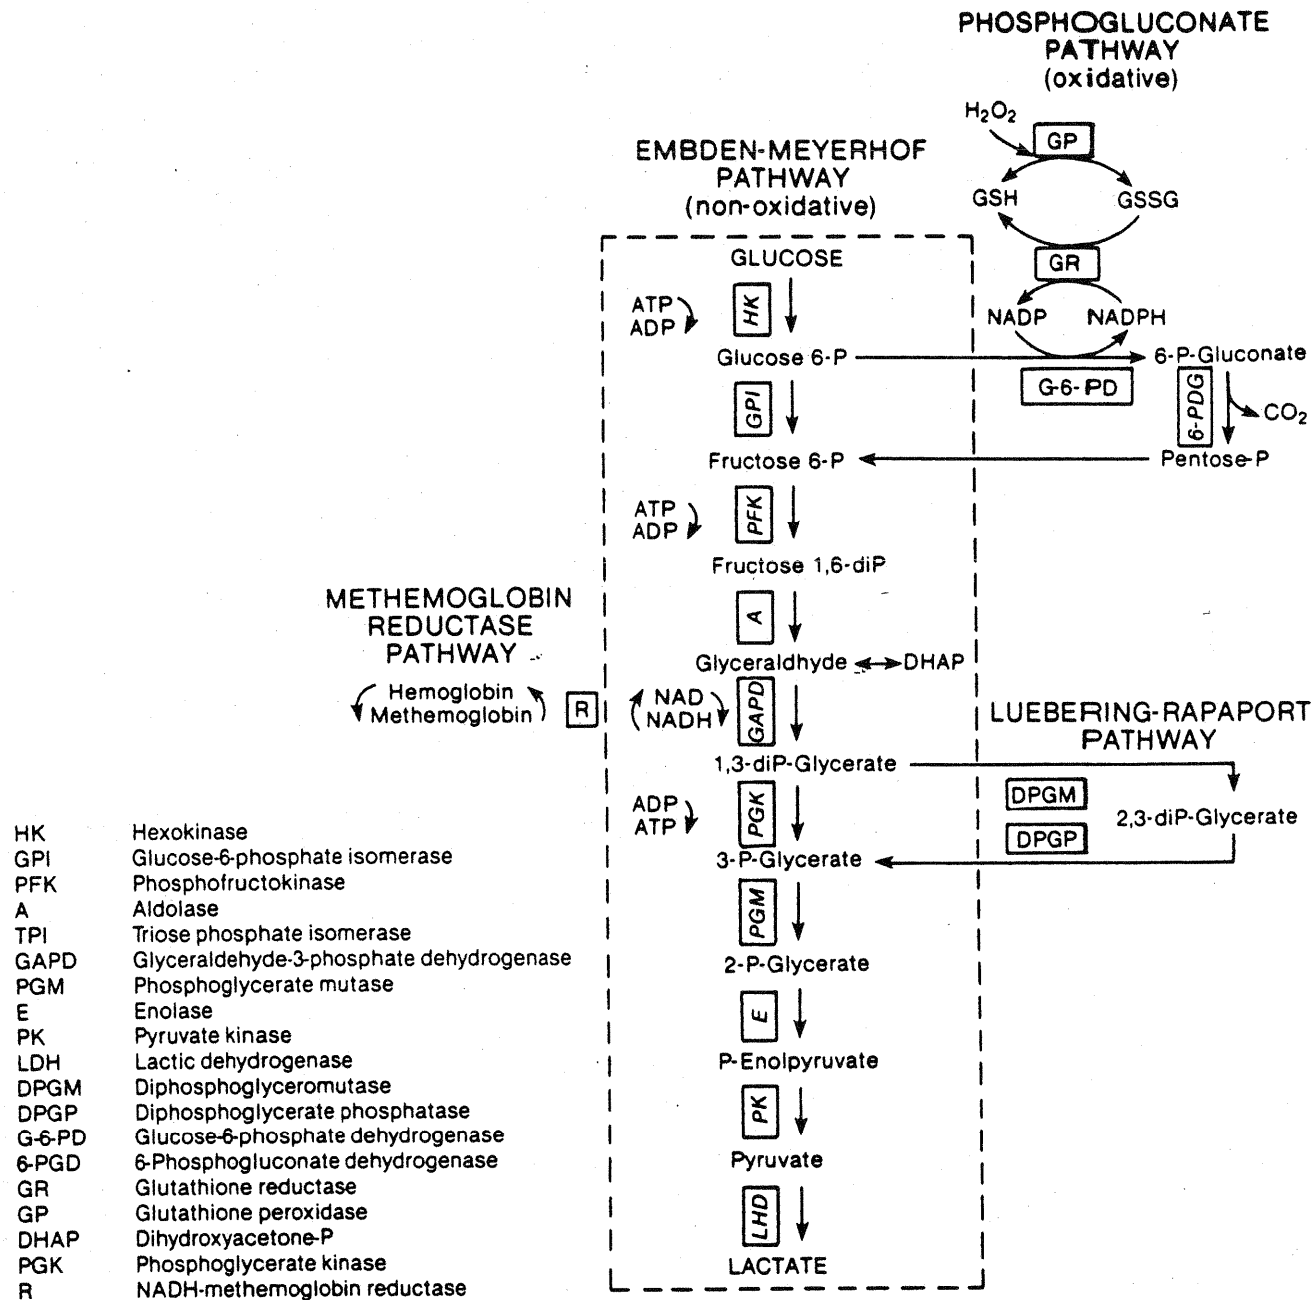 PHOSPHOGLUCONATE
PATHWAY
(oxidative)
H2O2
GP
GSH
GSSG
GR
NADP
NADPH
6-P-Gluconate
G-6-PD
6-PDG
CO2
Pentose-P
EMBDEN-MEYERHOF
PATHWAY
(non-oxidative)
GLUCOSE
ATP
ADP
HK
Glucose 6-P
GPI
Fructose 6-P
ATP
ADP
PFK
Fructose 1,6-diP
A
Glyceraldhyde
DHAP
METHEMOGLOBIN
REDUCTASE
PATHWAY
Hemoglobin
Methemoglobin
R
NAD
NADH
GAPD
LUEBERING-RAPAPORT
PATHWAY
1,3-diP-Glycerate
DPGM
2,3-diP-Glycerate
DPGP
ADP
ATP
PGK
3-P-Glycerate
PGM
2-P-Glycerate
E
P-Enolpyruvate
PK
Pyruvate
LHD
LACTATE
HK Hexokinase
GPI Glucose-6-phosphate isomerase
PFK Phosphofructokinase
A Aldolase
TPI Triose phosphate isomerase
GAPD Glyceraldehyde-3-phosphate dehydrogenase
PGM Phosphoglycerate mutase
E Enolase
PK Pyruvate kinase
LDH Lactic dehydrogenase
DPGM Diphosphoglyceromutase
DPGP Diphosphoglycerate phosphatase
G-6-PD Glucose-6-phosphate dehydrogenase
6-PGD 6-Phosphogluconate dehydrogenase
GR Glutathione reductase
GP Glutathione peroxidase
DHAP Dihydroxyacetone-P
PGK Phosphoglycerate kinase
R NADH-methemoglobin reductase